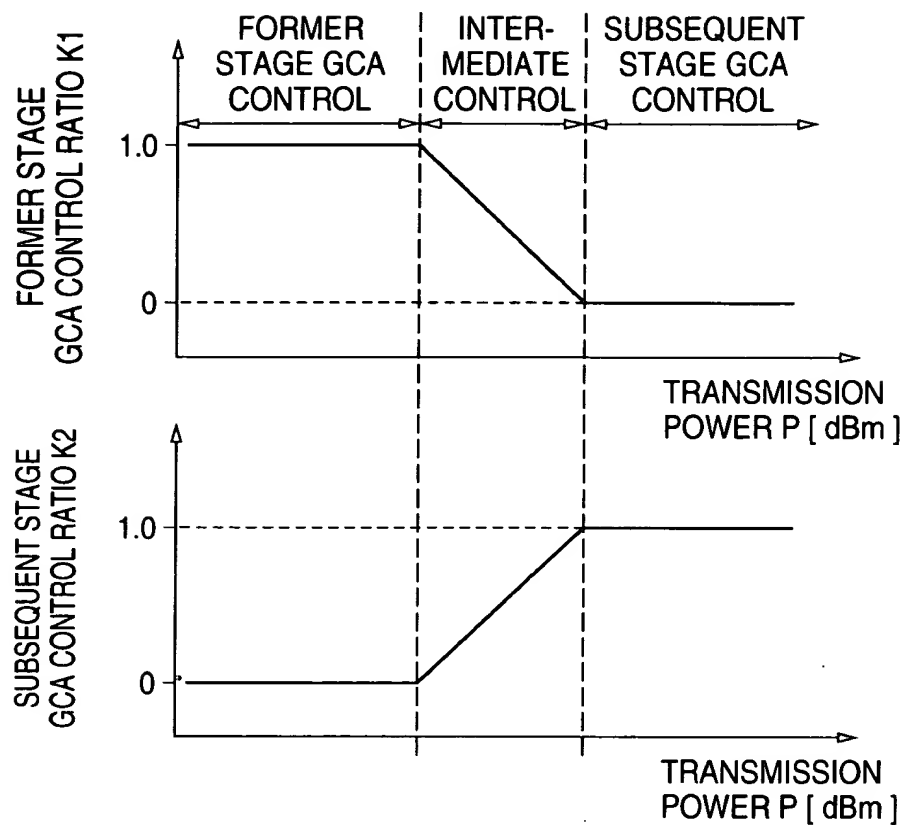 FORMER
STAGE GCA
CONTROL
INTER-
MEDIATE
CONTROL
SUBSEQUENT
STAGE GCA
CONTROL
FORMER STAGE
GCA CONTROL RATIO K1
1.0
0
TRANSMISSION
POWER P [ dBm ]
SUBSEQUENT STAGE
GCA CONTROL RATIO K2
1.0
0
TRANSMISSION
POWER P [ dBm ]